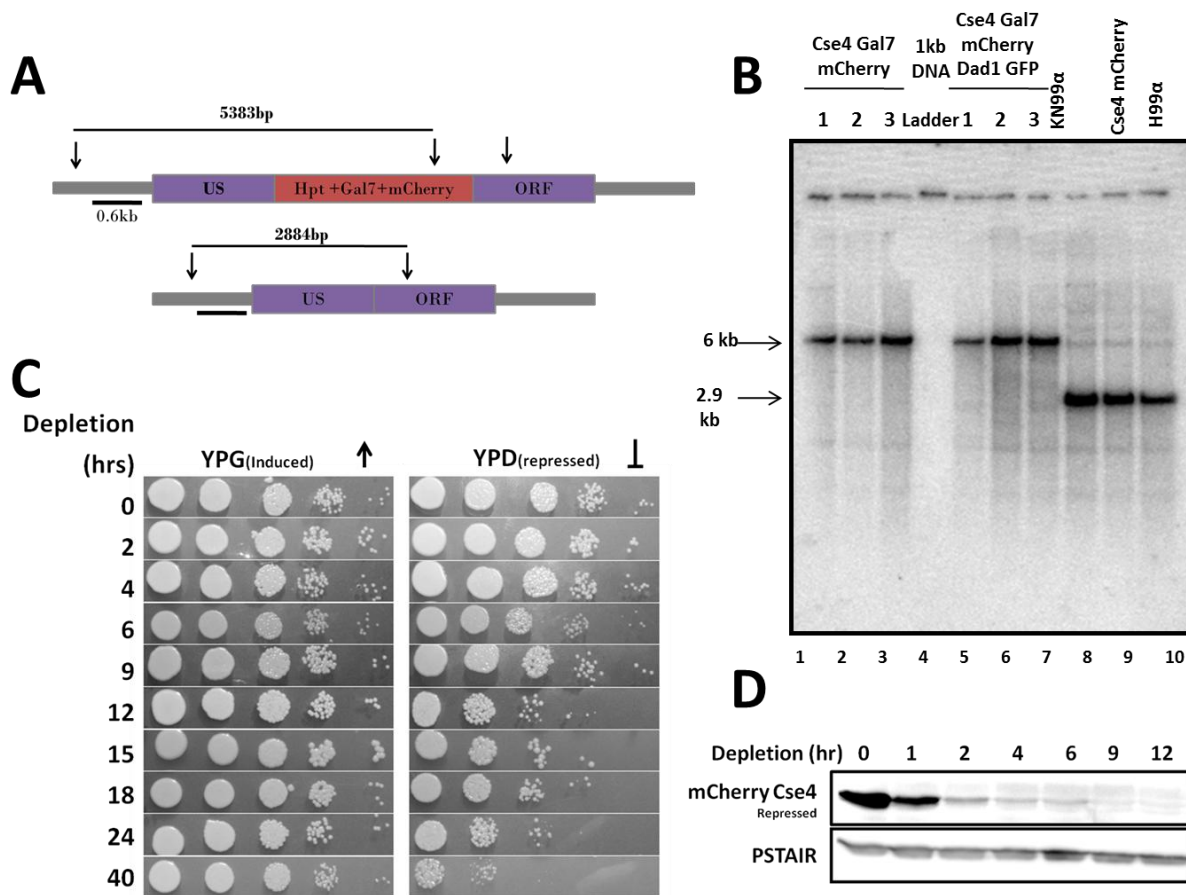 A
5383bp
US
Hpt +Gal7+mCherry
ORF
0.6kb
2884bp
US
ORF
B
Cse4 Gal7
mCherry
1kb
DNA
Ladder
Cse4 Gal7
mCherry
Dad1 GFP
KN99α
Cse4 mCherry
H99α
1 2 3
1 2 3
6 kb
2.9
kb
1 2 3 4 5 6 7 8 9 10
C
Depletion
(hrs)
YPG(Induced)
YPD(repressed)
0
2
4
6
9
12
15
18
24
40
D
Depletion (hr) 0 1 2 4 6 9 12
mCherry Cse4
Repressed
PSTAIR